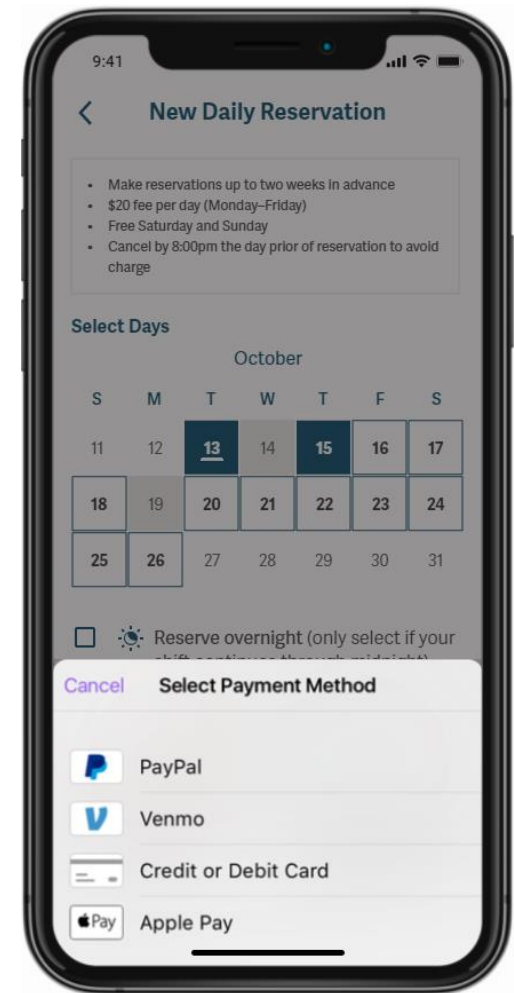 9:41
New Daily Reservation
• Make reservations up to two weeks in advance
• $20 fee per day (Monday–Friday)
• Free Saturday and Sunday
• Cancel by 8:00pm the day prior of reservation to avoid
charge
Select Days
October
S M T W T F S
11 12 13 14 15 16 17
18 19 20 21 22 23 24
25 26 27 28 29 30 31
Reserve overnight (only select if your
shift continues through midnight)
Cancel Select Payment Method
PayPal
Venmo
Credit or Debit Card
Pay Apple Pay